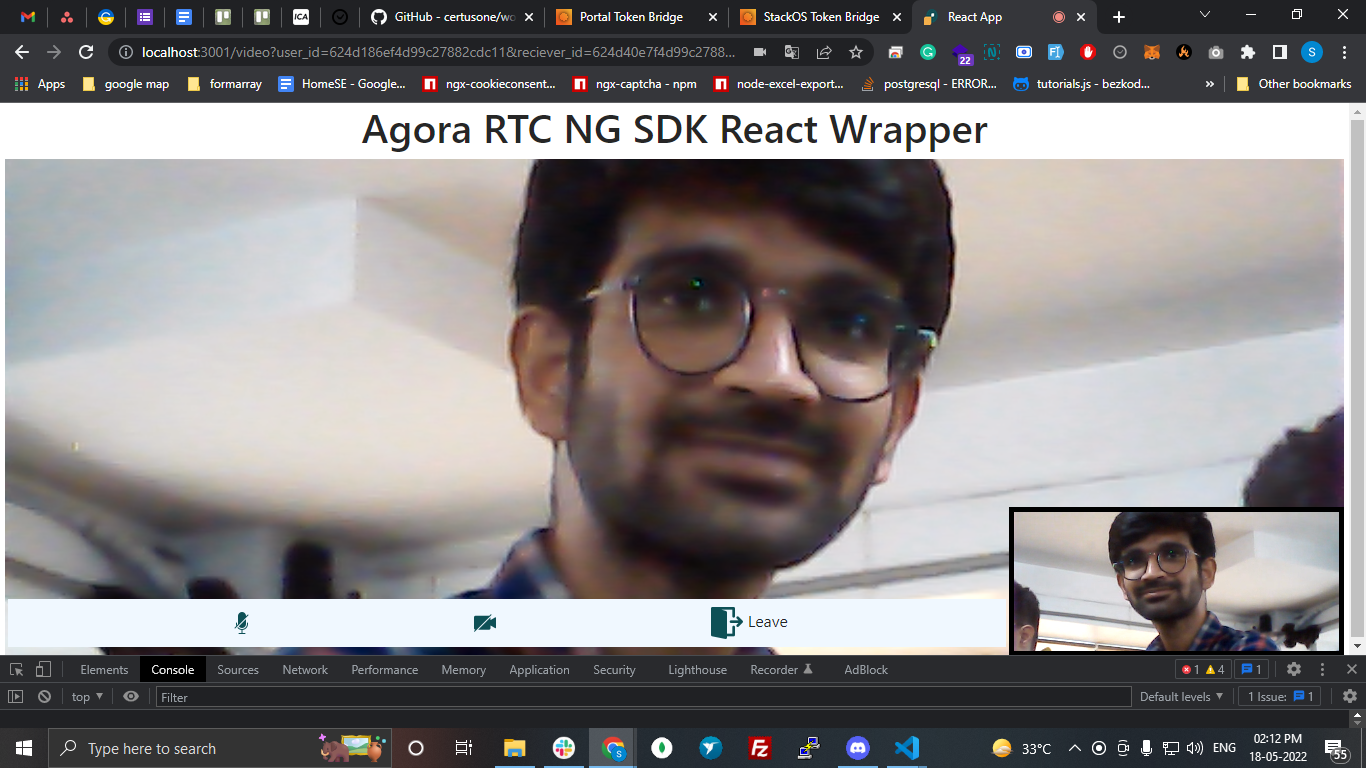 GitHub - certusone/wo
Portal Token Bridge
StackOS Token Bridge
React App
localhost:3001/video?user_id=624d186ef4d99c27882cdc11&reciever_id=624d40e7f4d99c2788...
22
S
Apps
google map
formarray
HomeSE - Google...
ngx-cookieconsent...
ngx-captcha - npm
node-excel-export...
postgresql - ERROR...
tutorials.js - bezkod...
»
Other bookmarks
Agora RTC NG SDK React Wrapper
Leave
Elements
Console
Sources
Network
Performance
Memory
Application
Security
Lighthouse
Recorder
AdBlock
1
4
1
top
Filter
Default levels
1 Issue:
1
Type here to search
33°C
ENG
02:12 PM
18-05-2022
55